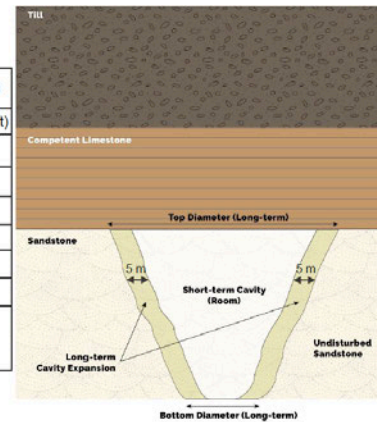 Till
t)
Competent Limestone
Top Diameter (Long-term)
Sandstone
5 m
5 m
Short-term Cavity
(Room)
Long-term
Cavity Expansion
Undisturbed
Sandstone
Bottom Diameter (Long-term)